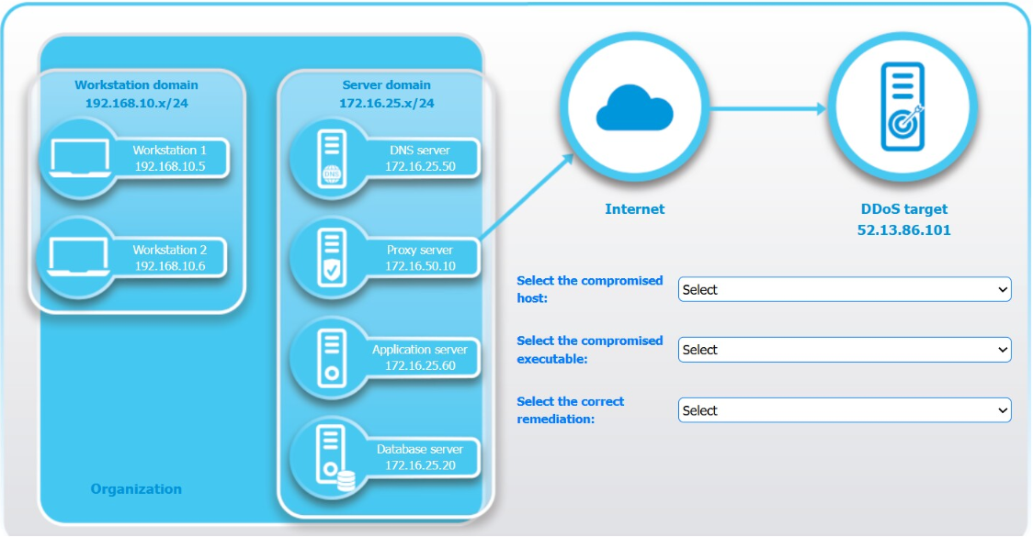 Workstation domain
192.168.10.x/24
Workstation 1
192.168.10.5
Workstation 2
192.168.10.6
Server domain
172.16.25.x/24
DNS server
172.16.25.50
DNS
Proxy server
172.16.50.10
Application server
172.16.25.60
Database server
172.16.25.20
Organization
Internet
DDoS target
52.13.86.101
Select the compromised
host:
Select
Select the compromised
executable:
Select
Select the correct
remediation:
Select